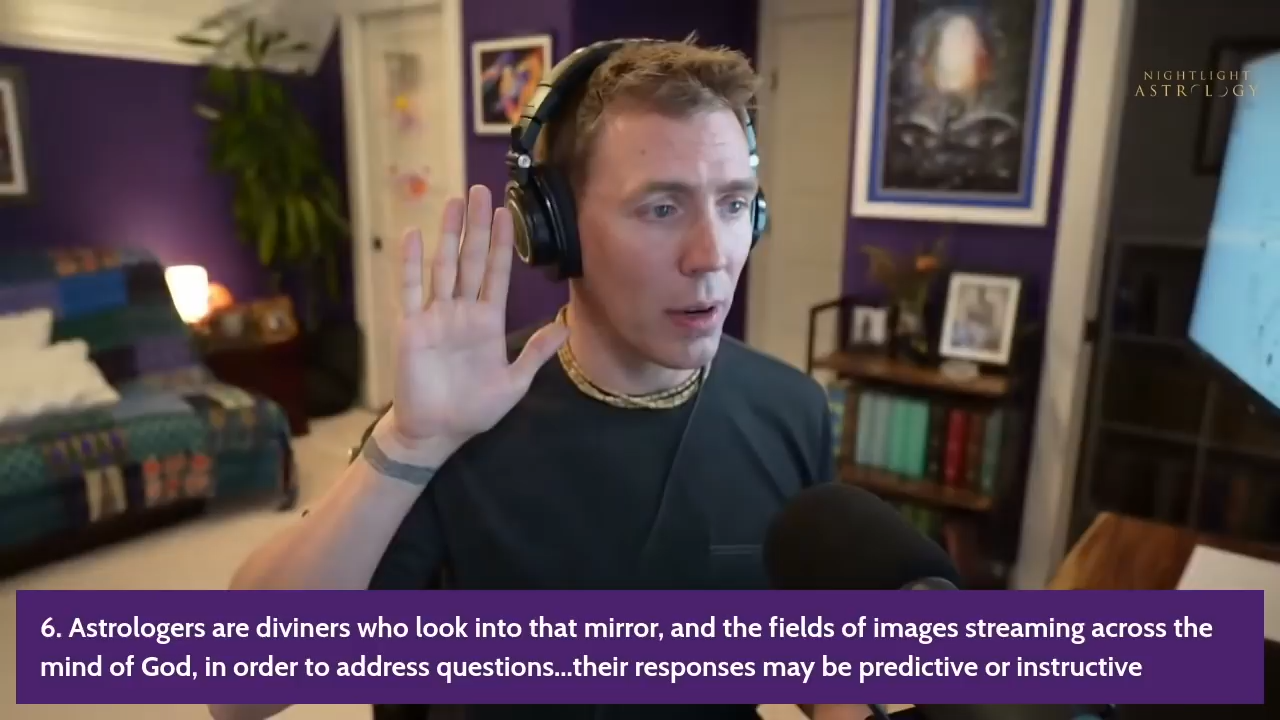 NIGHTLIGHT
ASTROLOGY
6. Astrologers are diviners who look into that mirror, and the fields of images streaming across the
mind of God, in order to address questions...their responses may be predictive or instructive